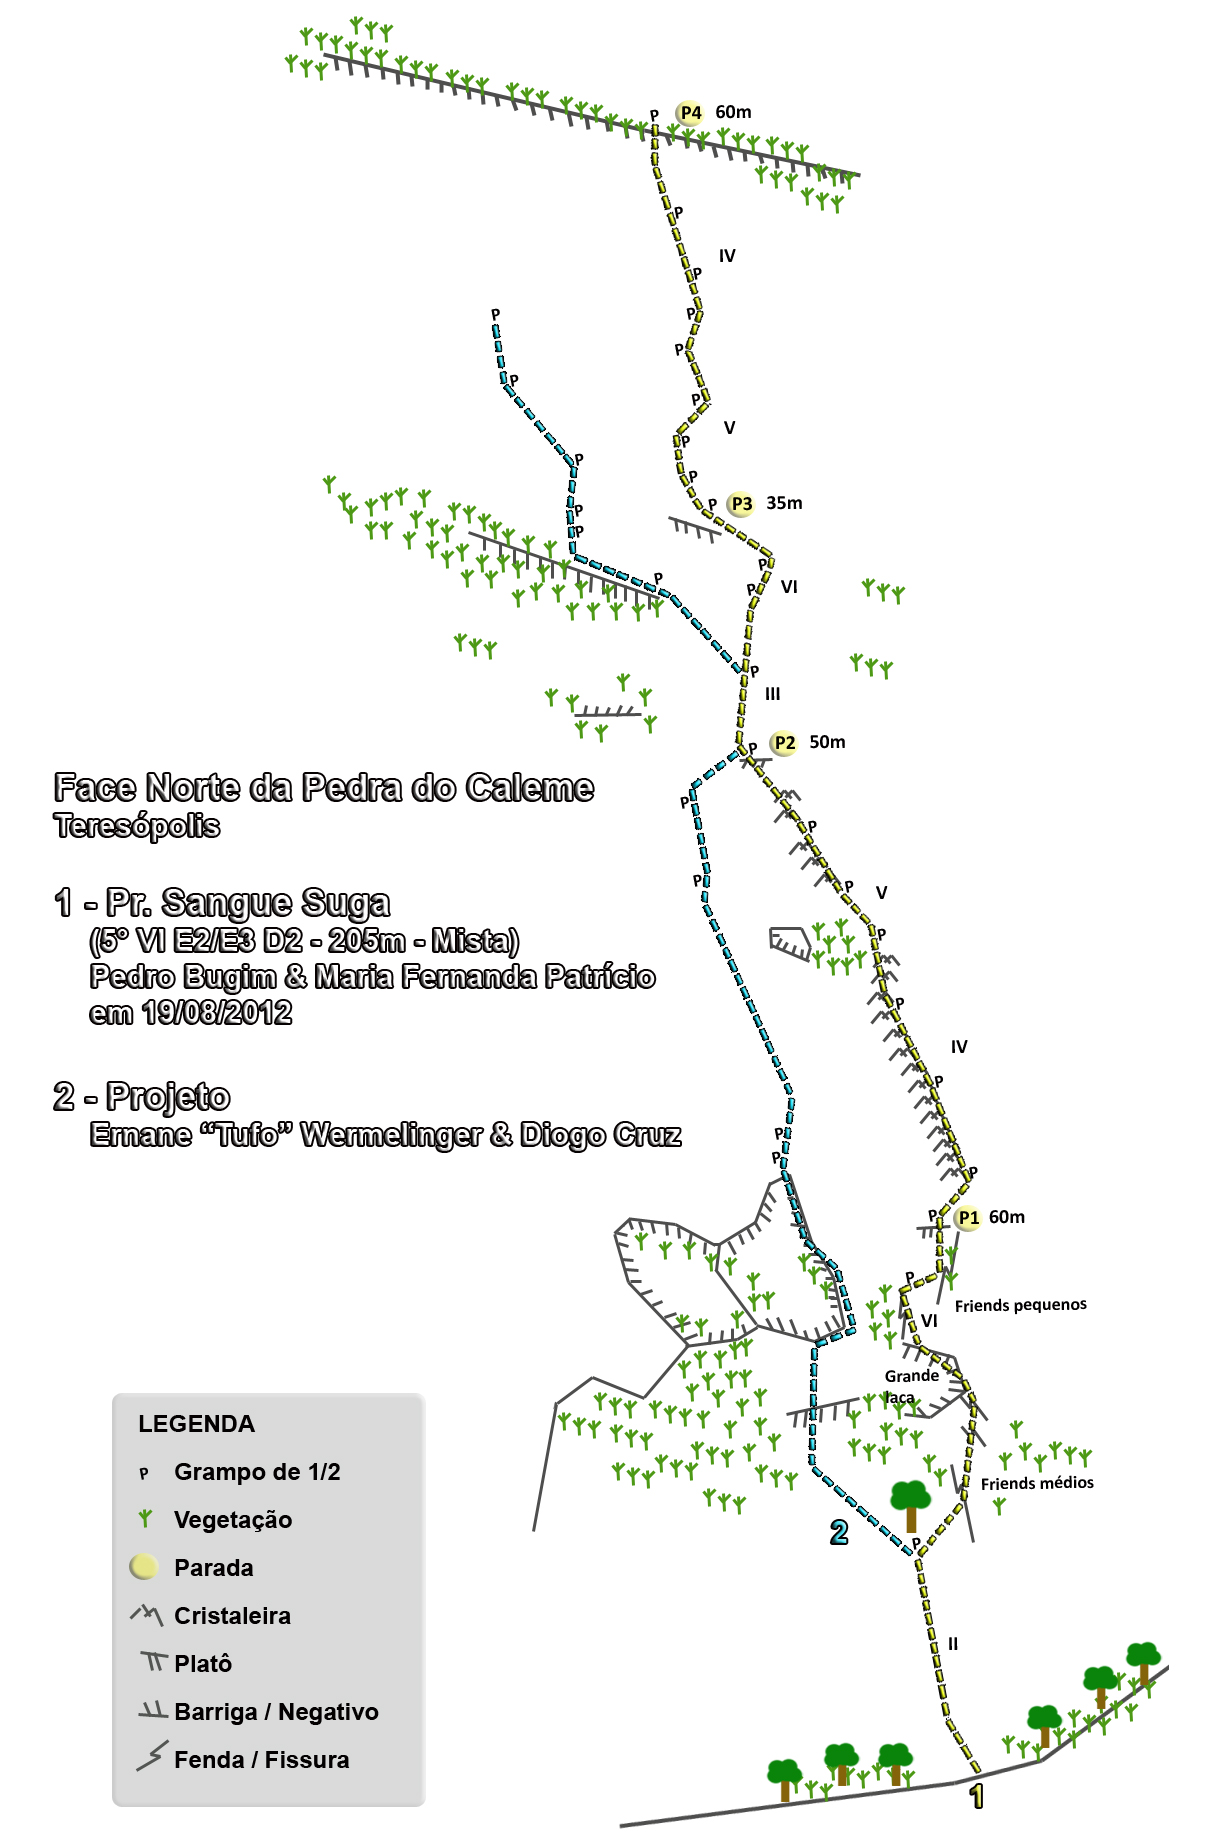 P4 60m
IV
V
P3 35m
VI
III
P2 50m
Face Norte da Pedra do Caleme
Teresópolis
1 - Pr. Sangue Suga
(5° VI E2/E3 D2 - 205m - Mista)
Pedro Bugim & Maria Fernanda Patrício
em 19/08/2012
2 - Projeto
Ernane “Tufo” Wermelinger & Diogo Cruz
V
IV
P1 60m
Friends pequenos
VI
Grande
laca
Friends médios
2
II
1
LEGENDA
P Grampo de 1/2
Vegetação
Parada
Cristaleira
Platô
Barriga / Negativo
Fenda / Fissura